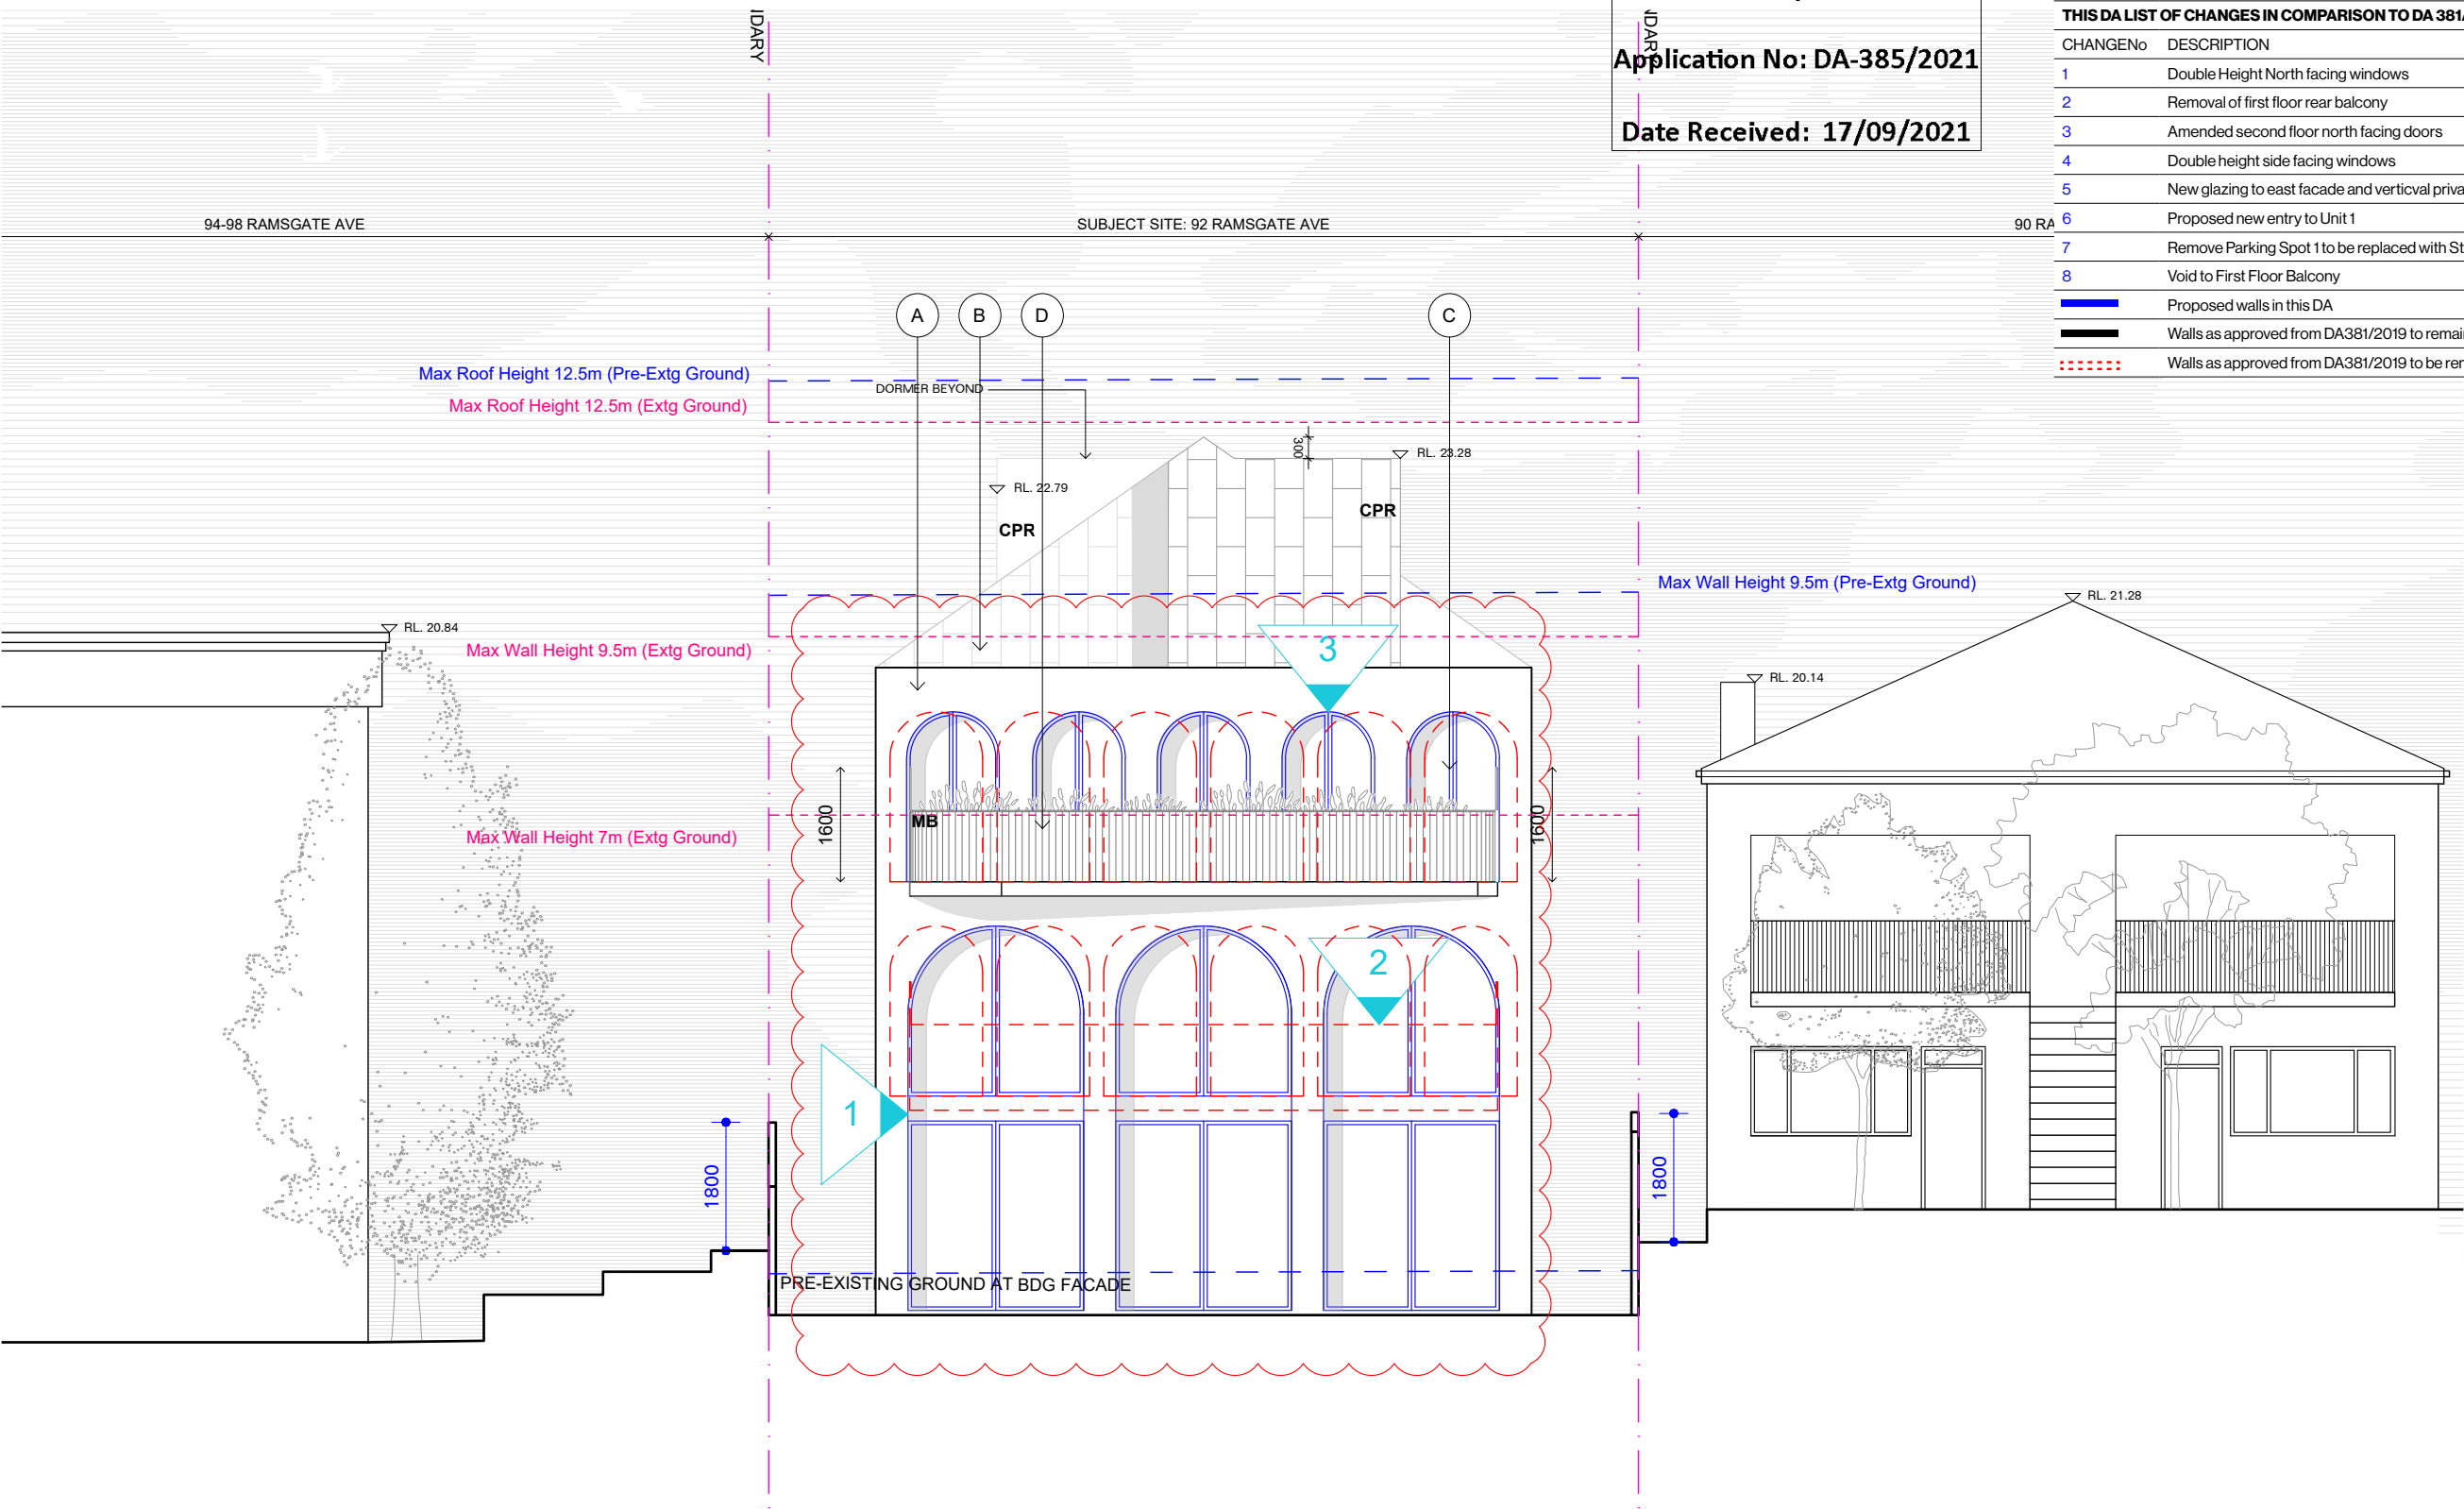 IDARY
NDARY
Application No: DA-385/2021
Date Received: 17/09/2021
THIS DA LIST OF CHANGES IN COMPARISON TO DA 381/
CHANGENo DESCRIPTION
1 Double Height North facing windows
2 Removal of first floor rear balcony
3 Amended second floor north facing doors
4 Double height side facing windows
5 New glazing to east facade and verticval priva
6 Proposed new entry to Unit 1
7 Remove Parking Spot 1 to be replaced with St
8 Void to First Floor Balcony
Proposed walls in this DA
Walls as approved from DA381/2019 to remai
Walls as approved from DA381/2019 to be rer
94-98 RAMSGATE AVE
SUBJECT SITE: 92 RAMSGATE AVE
90 RA
A B D C
Max Roof Height 12.5m (Pre-Extg Ground)
DORMER BEYOND
Max Roof Height 12.5m (Extg Ground)
300
RL. 23.28
RL. 22.79
CPR
CPR
Max Wall Height 9.5m (Pre-Extg Ground)
RL. 21.28
RL. 20.84
Max Wall Height 9.5m (Extg Ground)
3
RL. 20.14
1600
MB
1600
Max Wall Height 7m (Extg Ground)
2
1
1800
1800
PRE-EXISTING GROUND AT BDG FACADE